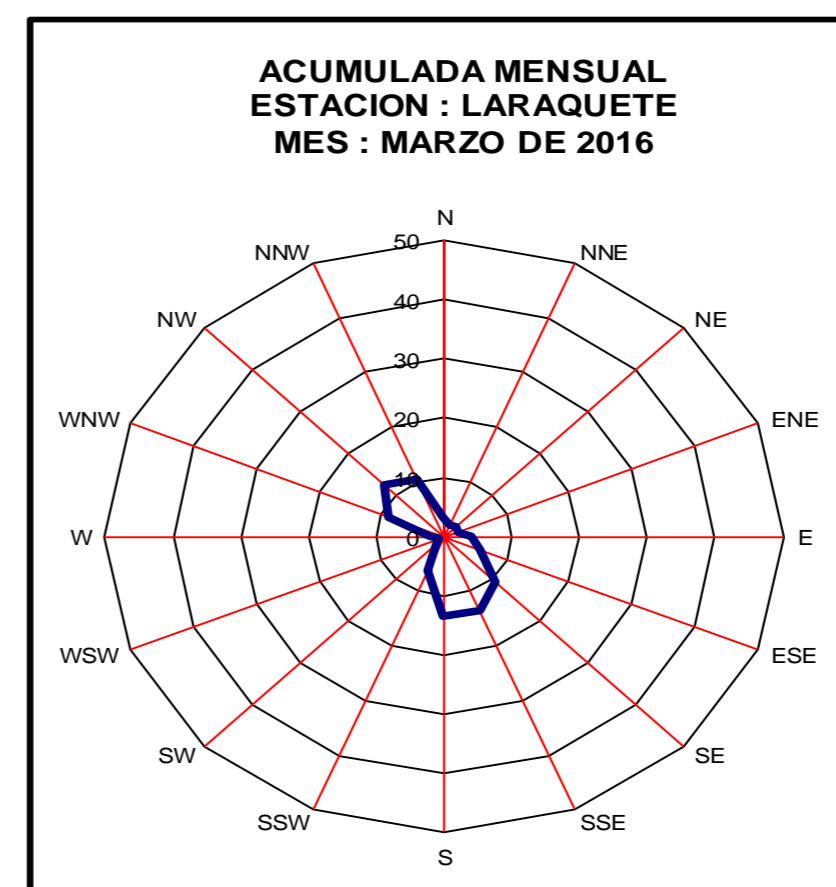 ACUMULADA MENSUAL
ESTACION : LARAQUETE
MES : MARZO DE 2016
N
NNE
NE
ENE
E
ESE
SE
SSE
S
SSW
SW
WSW
W
WNW
NW
NNW
50
40
30
20
10
0